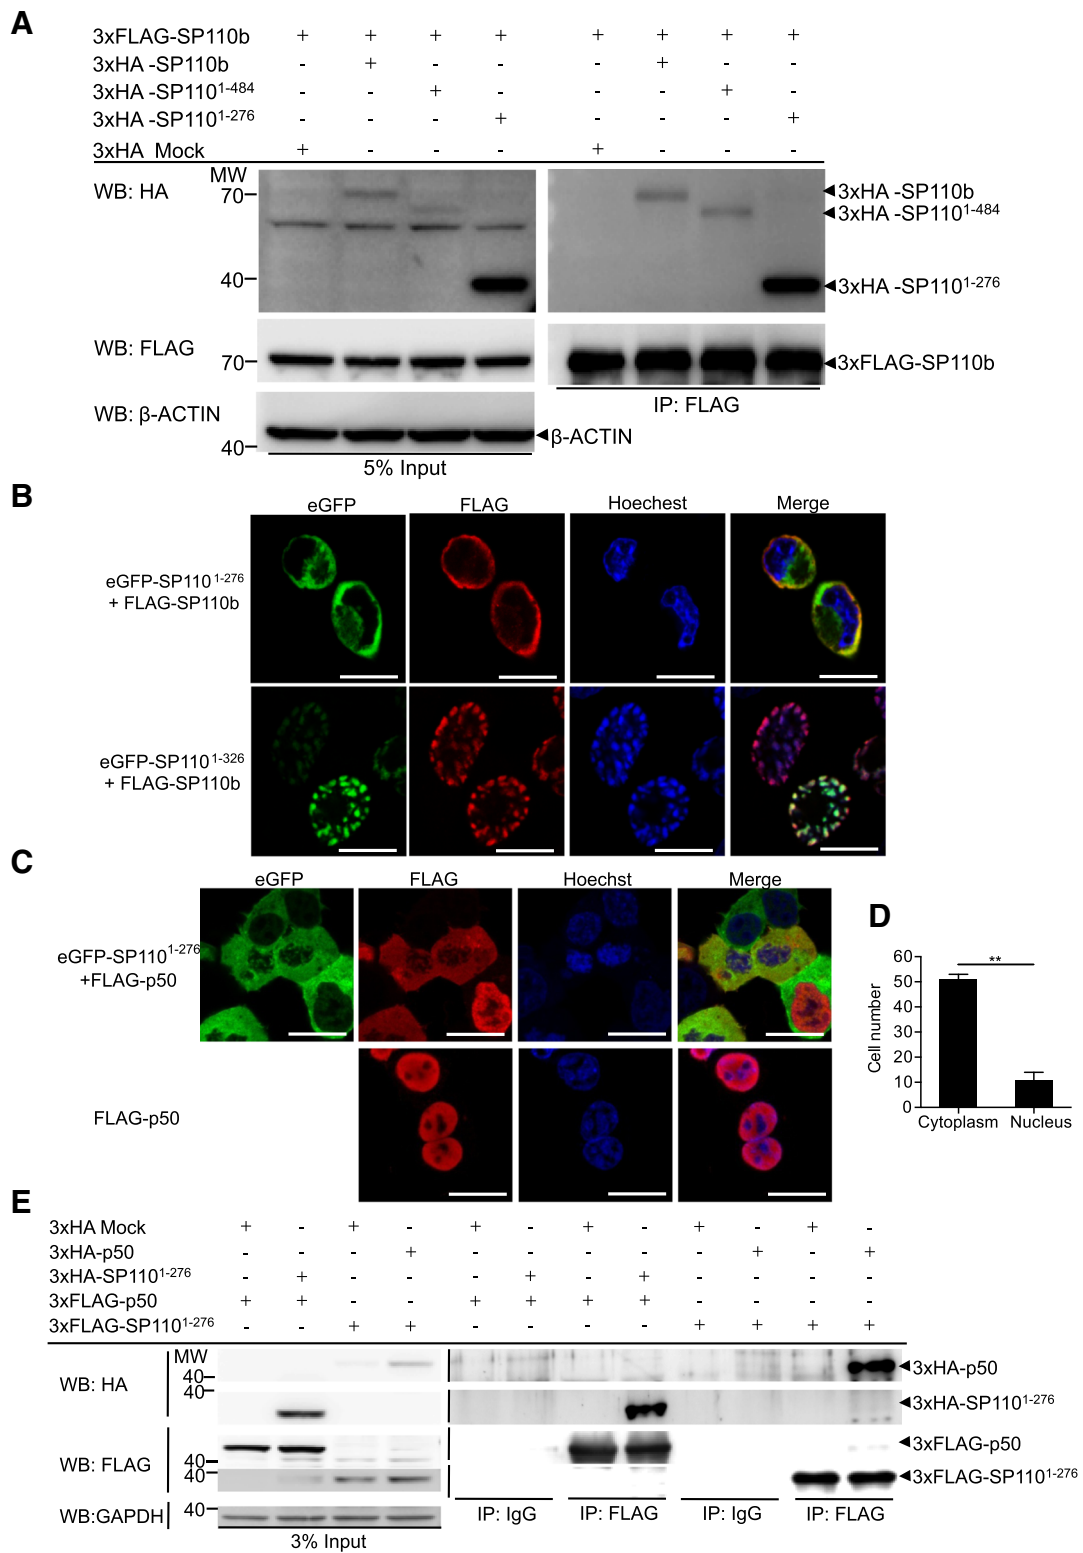 A
3xFLAG-SP110b + + + + + + + +
3xHA -SP110b - + - - - + - -
3xHA -SP110¹⁻⁴⁸⁴ - - + - - - + -
3xHA -SP110¹⁻²⁷⁶ - - - + - - - +
3xHA Mock + - - - + - - -
MW
WB: HA
70
40
3xHA -SP110b
3xHA -SP110¹⁻⁴⁸⁴
3xHA -SP110¹⁻²⁷⁶
WB: FLAG
70
3xFLAG-SP110b
IP: FLAG
WB: β-ACTIN
40
β-ACTIN
5% Input
B
eGFP FLAG Hoechest Merge
eGFP-SP110¹⁻²⁷⁶
+ FLAG-SP110b
eGFP-SP110¹⁻³²⁶
+ FLAG-SP110b
C
eGFP FLAG Hoechst Merge
eGFP-SP110¹⁻²⁷⁶
+FLAG-p50
FLAG-p50
D
**
Cell number
60
50
40
30
20
10
0
Cytoplasm Nucleus
E
3xHA Mock + - + - + - + - + - + -
3xHA-p50 - - - + - - - - - + - +
3xHA-SP110¹⁻²⁷⁶ - + - - - + - + - - - -
3xFLAG-p50 + + - - + + + + - - - -
3xFLAG-SP110¹⁻²⁷⁶ - - + + - - - - + + + +
MW
WB: HA
40
40
3xHA-p50
3xHA-SP110¹⁻²⁷⁶
WB: FLAG
40
40
3xFLAG-p50
3xFLAG-SP110¹⁻²⁷⁶
WB:GAPDH
40
IP: IgG IP: FLAG IP: IgG IP: FLAG
3% Input